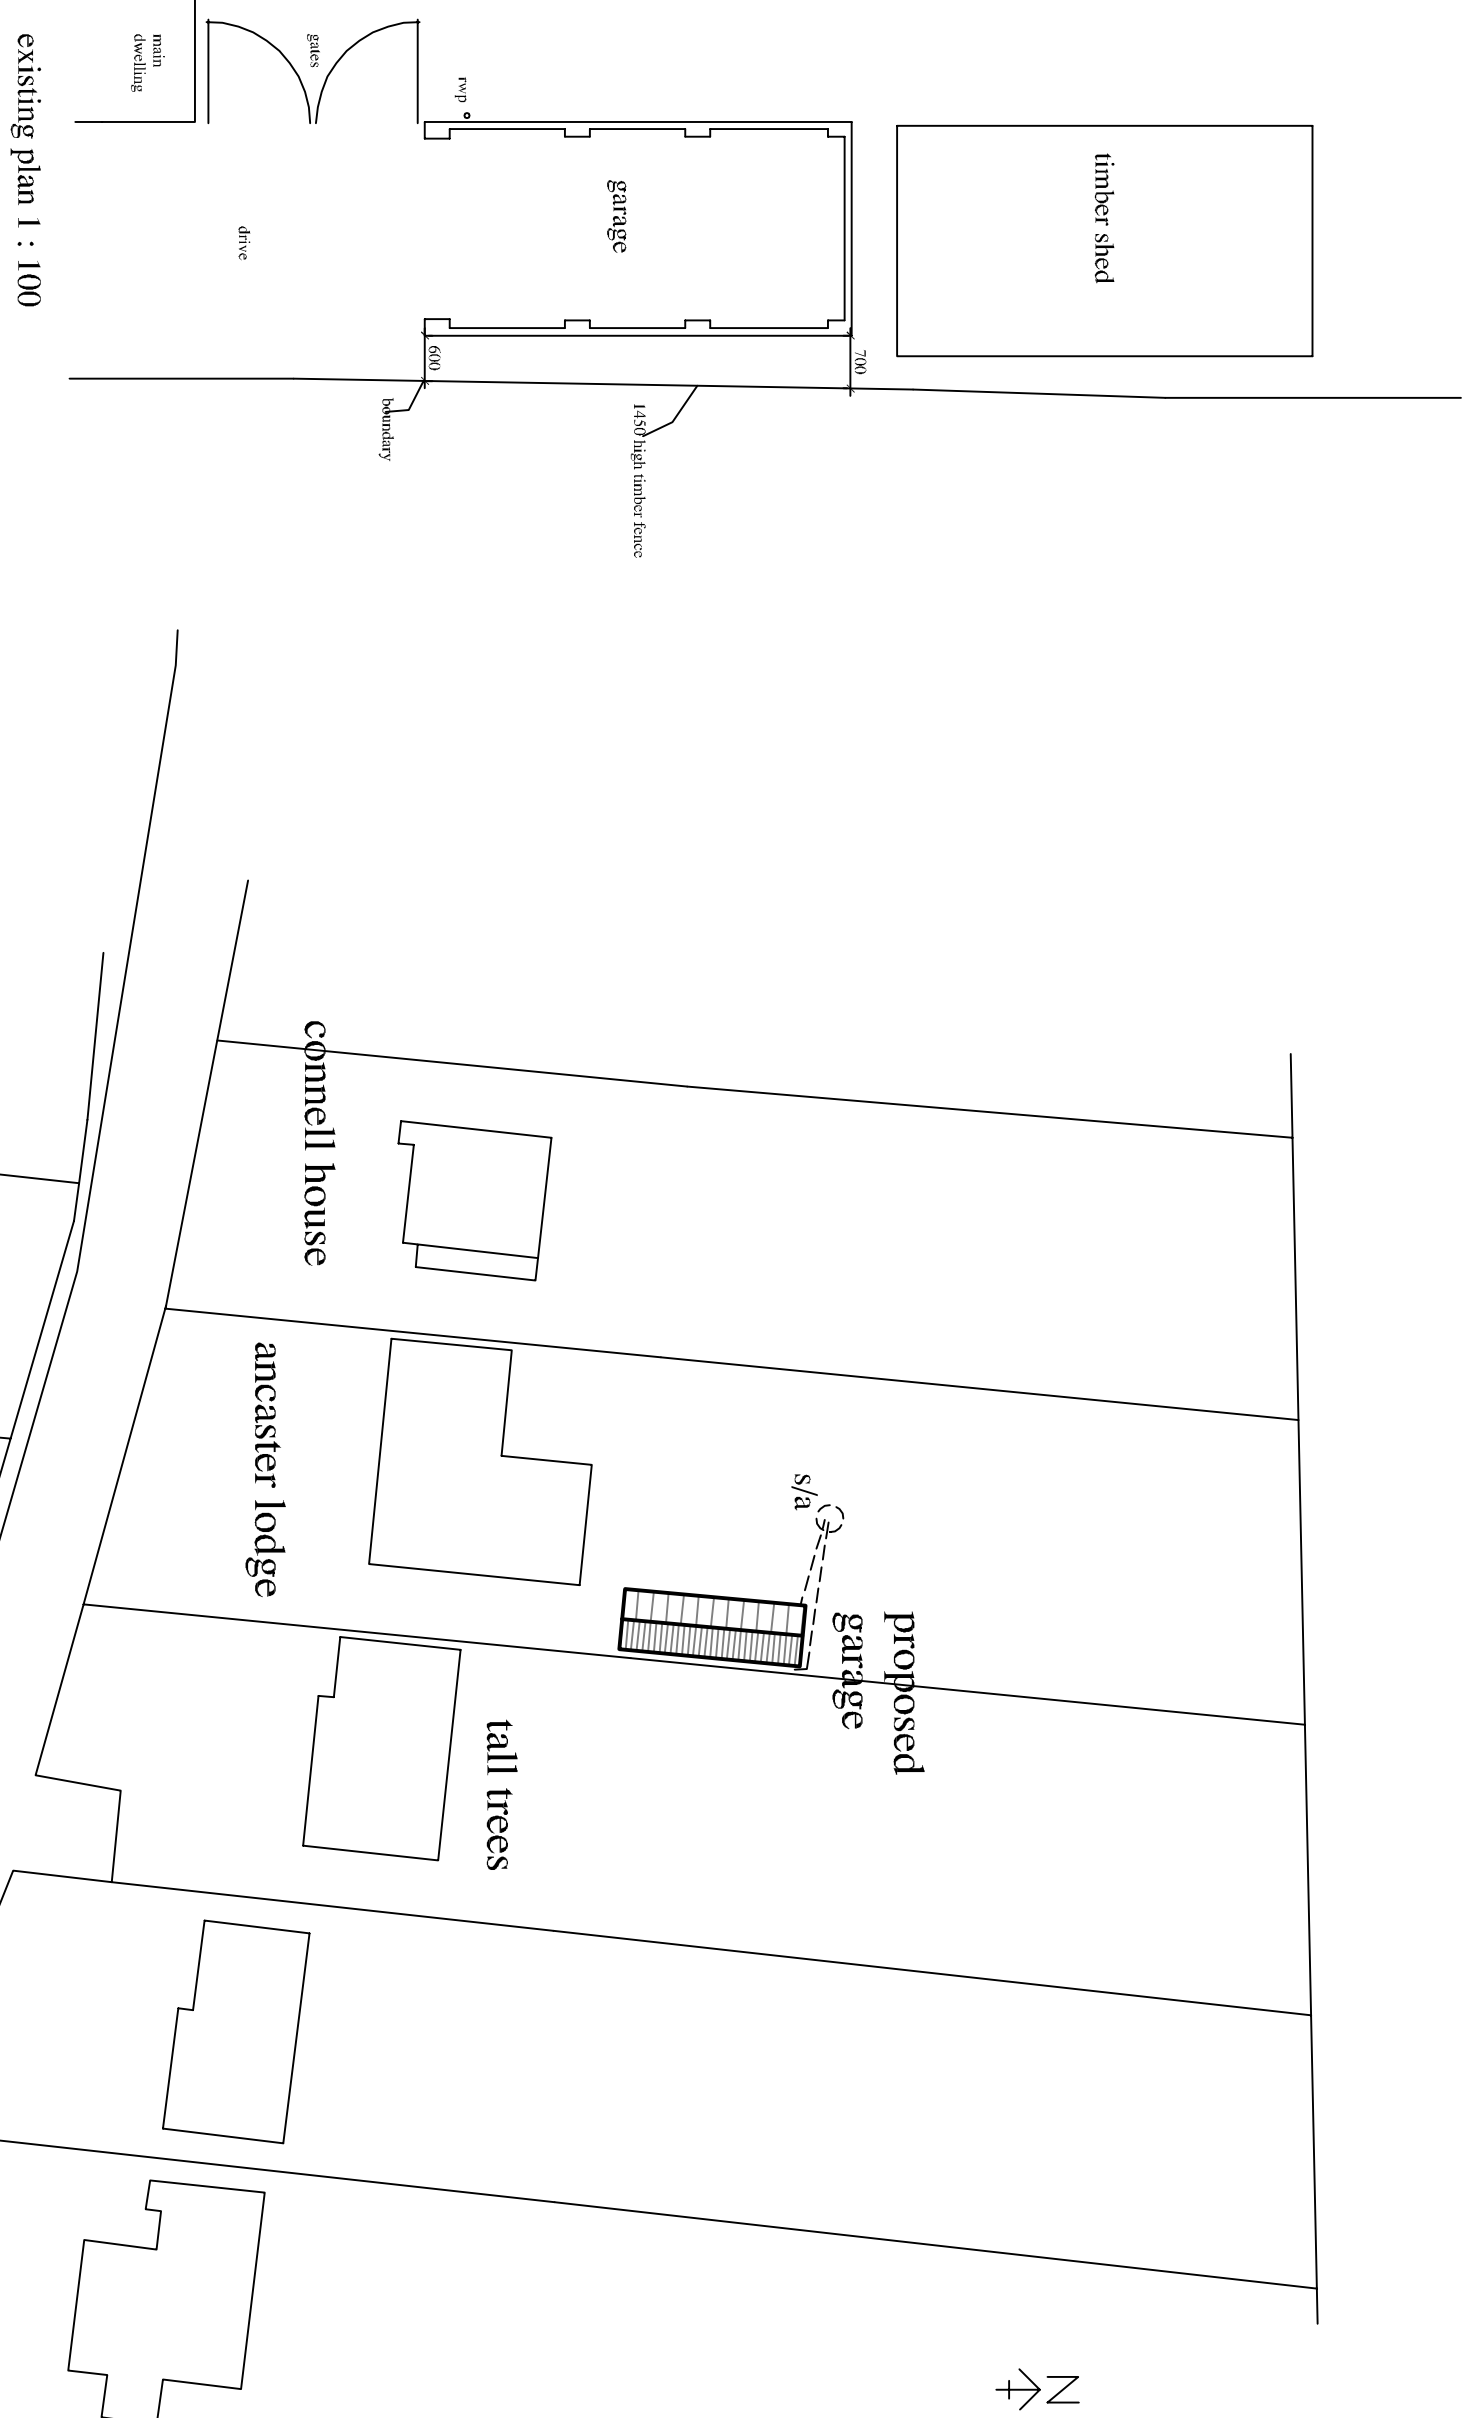 timber shed
garage
rwp
gates
main
dwelling
drive
700
600
boundary
1450 high timber fence
existing plan 1 : 100
proposed
garage
s/a
connell house
ancaster lodge
tall trees
N